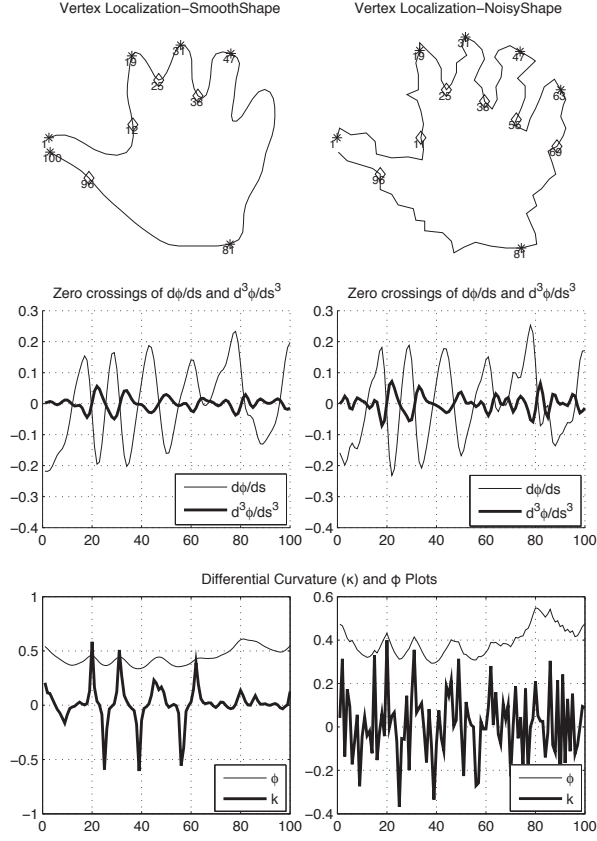 Vertex Localization−SmoothShape
Vertex Localization−NoisyShape
19
31
47
25
38
12
1
100
96
81
19
31
47
63
25
38
56
11
69
1
96
81
Zero crossings of dϕ/ds and d³ϕ/ds³
0.3
0.2
0.1
0
−0.1
−0.2
−0.3
−0.4
0 20 40 60 80 100
dϕ/ds
d³ϕ/ds³
Zero crossings of dϕ/ds and d³ϕ/ds³
0.3
0.2
0.1
0
−0.1
−0.2
−0.3
−0.4
0 20 40 60 80 100
dϕ/ds
d³ϕ/ds³
Differential Curvature (κ) and ϕ Plots
1
0.5
0
−0.5
−1
0 20 40 60 80 100
ϕ
k
0.6
0.4
0.2
0
−0.2
−0.4
0 20 40 60 80 100
ϕ
k